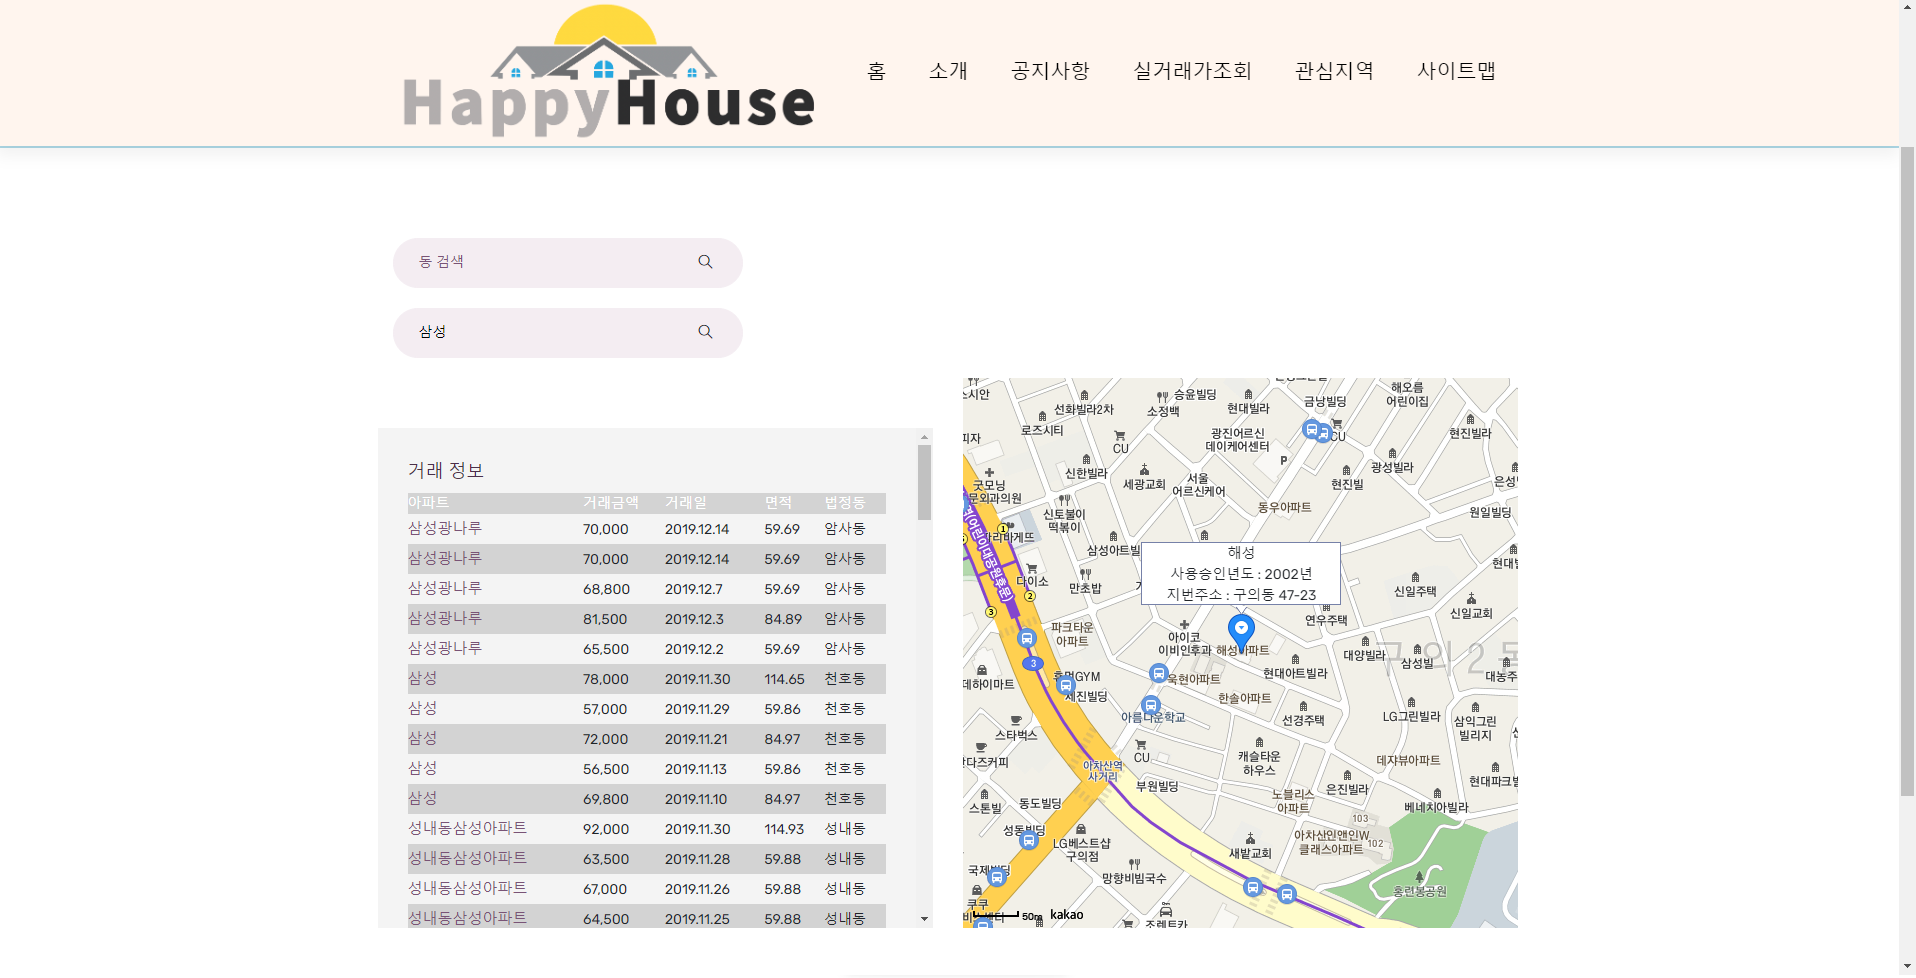 HappyHouse
홈 소개 공지사항 실거래가조회 관심지역 사이트맵
동 검색
삼성
거래 정보
아파트 거래금액 거래일 면적 법정동
삼성광나루 70,000 2019.12.14 59.69 암사동
삼성광나루 70,000 2019.12.14 59.69 암사동
삼성광나루 68,800 2019.12.7 59.69 암사동
삼성광나루 81,500 2019.12.3 84.89 암사동
삼성광나루 65,500 2019.12.2 59.69 암사동
삼성 78,000 2019.11.30 114.65 천호동
삼성 57,000 2019.11.29 59.86 천호동
삼성 72,000 2019.11.21 84.97 천호동
삼성 56,500 2019.11.13 59.86 천호동
삼성 69,800 2019.11.10 84.97 천호동
성내동삼성아파트 92,000 2019.11.30 114.93 성내동
성내동삼성아파트 63,500 2019.11.28 59.88 성내동
성내동삼성아파트 67,000 2019.11.26 59.88 성내동
성내동삼성아파트 64,500 2019.11.25 59.88 성내동
해오름
어린이집
승윤빌딩
선화빌라2차
소정백
현대빌라
금낭빌딩
로즈시티
CU
광진어르신
데이케어센터
CU
현진빌라
신한빌라
세광교회
서울
어르신케어
P
현진빌
광성빌라
굿모닝
문외과의원
신토불이
떡볶이
동우아파트
원일빌딩
삼성아트빌
해성
사용승인년도 : 2002년
지번주소 : 구의동 47-23
다이소
만초밥
신일주택
신일교회
1
2
3
파크타운
아파트
아이코
이비인후과
해성아파트
연우주택
대양빌라
삼성빌
구의2동
3
욱현아파트
현대아트빌라
세진빌딩
한솔아파트
아름다운학교
선경주택
LG그린빌라
삼익그린
빌리지
스타벅스
CU
캐슬타운
하우스
데쟈뷰아파트
아차산역
사거리
부원빌딩
은진빌라
노블리스
아파트
베네치아빌라
스톤빌
동도빌딩
성동빌딩
103
102
LG베스트샵
구의점
아차산인앤인W
클래스아파트
새밭교회
국제빌딩
망향비빔국수
홍련봉공원
쿠쿠
50m kakao
조렌트카